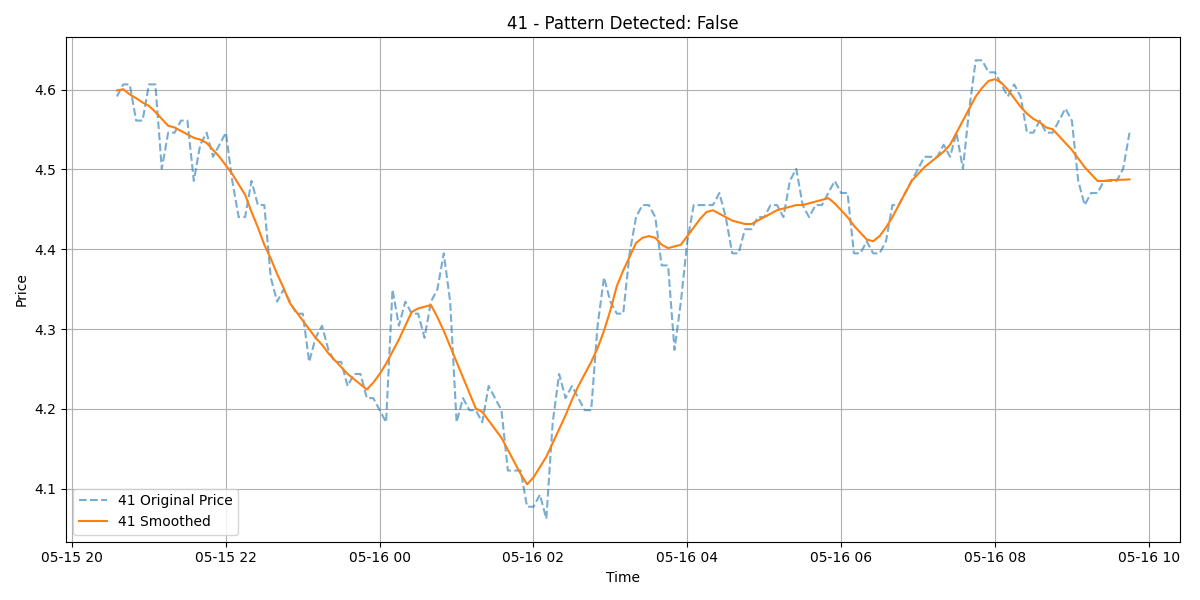 41 - Pattern Detected: False
Price
4.6
4.5
4.4
4.3
4.2
4.1
41 Original Price
41 Smoothed
05-15 20 05-15 22 05-16 00 05-16 02 05-16 04 05-16 06 05-16 08 05-16 10
Time